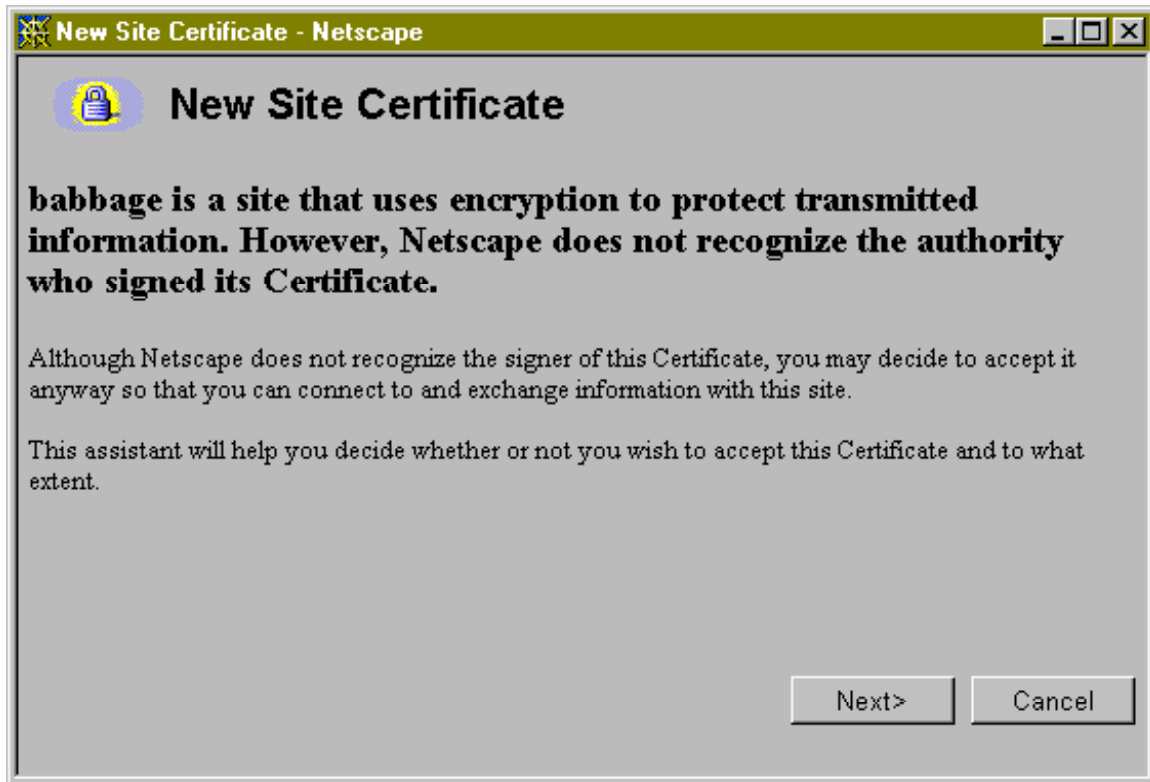 New Site Certificate - Netscape
New Site Certificate
babbage is a site that uses encryption to protect transmitted
information. However, Netscape does not recognize the authority
who signed its Certificate.
Although Netscape does not recognize the signer of this Certificate, you may decide to accept it
anyway so that you can connect to and exchange information with this site.
This assistant will help you decide whether or not you wish to accept this Certificate and to what
extent.
Next>
Cancel